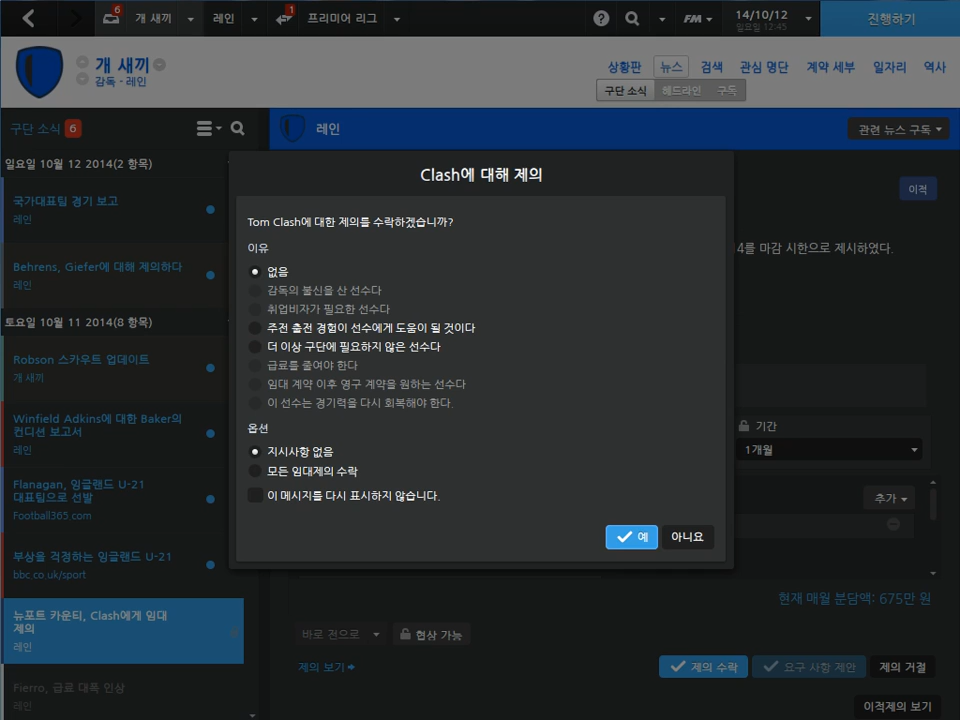 6
개 새끼
레인
1
프리미어 리그
FM
14/10/12
일요일 12:45
진행하기
개 새끼
감독 - 레인
상황판
뉴스
검색
관심 명단
계약 세부
일자리
역사
구단 소식
헤드라인
구독
구단 소식 6
레인
관련 뉴스 구독
일요일 10월 12 2014(2 항목)
국가대표팀 경기 보고
레인
Behrens, Giefer에 대해 제의하다
레인
토요일 10월 11 2014(8 항목)
Robson 스카우트 업데이트
개 새끼
Winfield Adkins에 대한 Baker의
컨디션 보고서
레인
Flanagan, 잉글랜드 U-21
대표팀으로 선발
Football365.com
부상을 걱정하는 잉글랜드 U-21
bbc.co.uk/sport
뉴포트 카운티, Clash에게 임대
제의
레인
Fierro, 급료 대폭 인상
레인
Clash에 대해 제의
Tom Clash에 대한 제의를 수락하겠습니까?
이유
없음
감독의 불신을 산 선수다
취업비자가 필요한 선수다
주전 출전 경험이 선수에게 도움이 될 것이다
더 이상 구단에 필요하지 않은 선수다
급료를 줄여야 한다
임대 계약 이후 영구 계약을 원하는 선수다
이 선수는 경기력을 다시 회복해야 한다.
옵션
지시사항 없음
모든 임대제의 수락
이 메시지를 다시 표시하지 않습니다.
예
아니요
이적
4를 마감 시한으로 제시하였다.
기간
1개월
추가
현재 매월 분담액: 675만 원
바로 전으로
협상 가능
제의 보기
제의 수락
요구 사항 제안
제의 거절
이적제의 보기